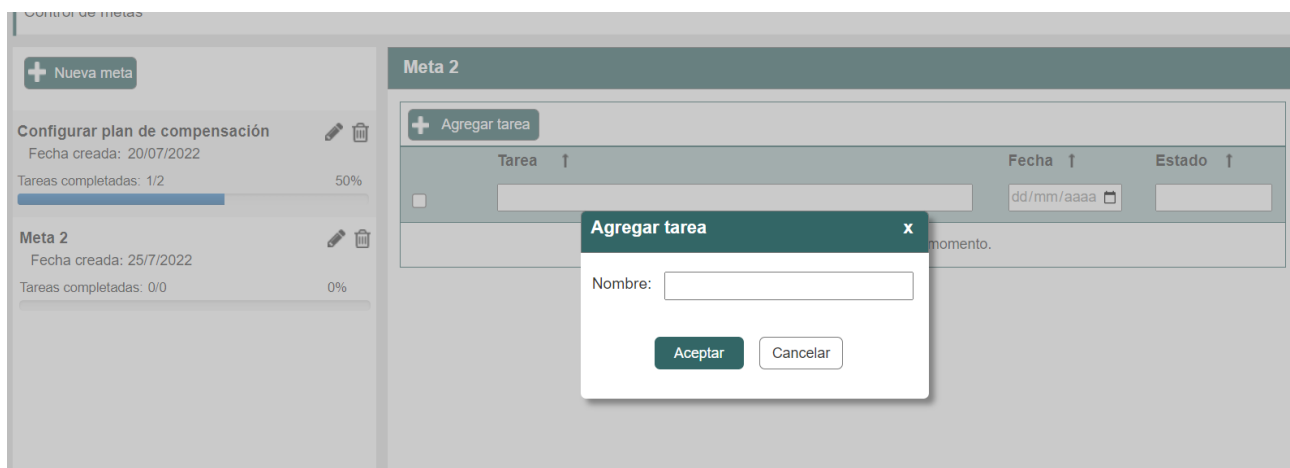 Control de metas
Nueva meta
Configurar plan de compensación
Fecha creada: 20/07/2022
Tareas completadas: 1/2 50%
Meta 2
Fecha creada: 25/7/2022
Tareas completadas: 0/0 0%
Meta 2
Agregar tarea
Tarea ↑ Fecha ↑ Estado ↑
dd/mm/aaaa
momento.
Agregar tarea x
Nombre:
Aceptar Cancelar